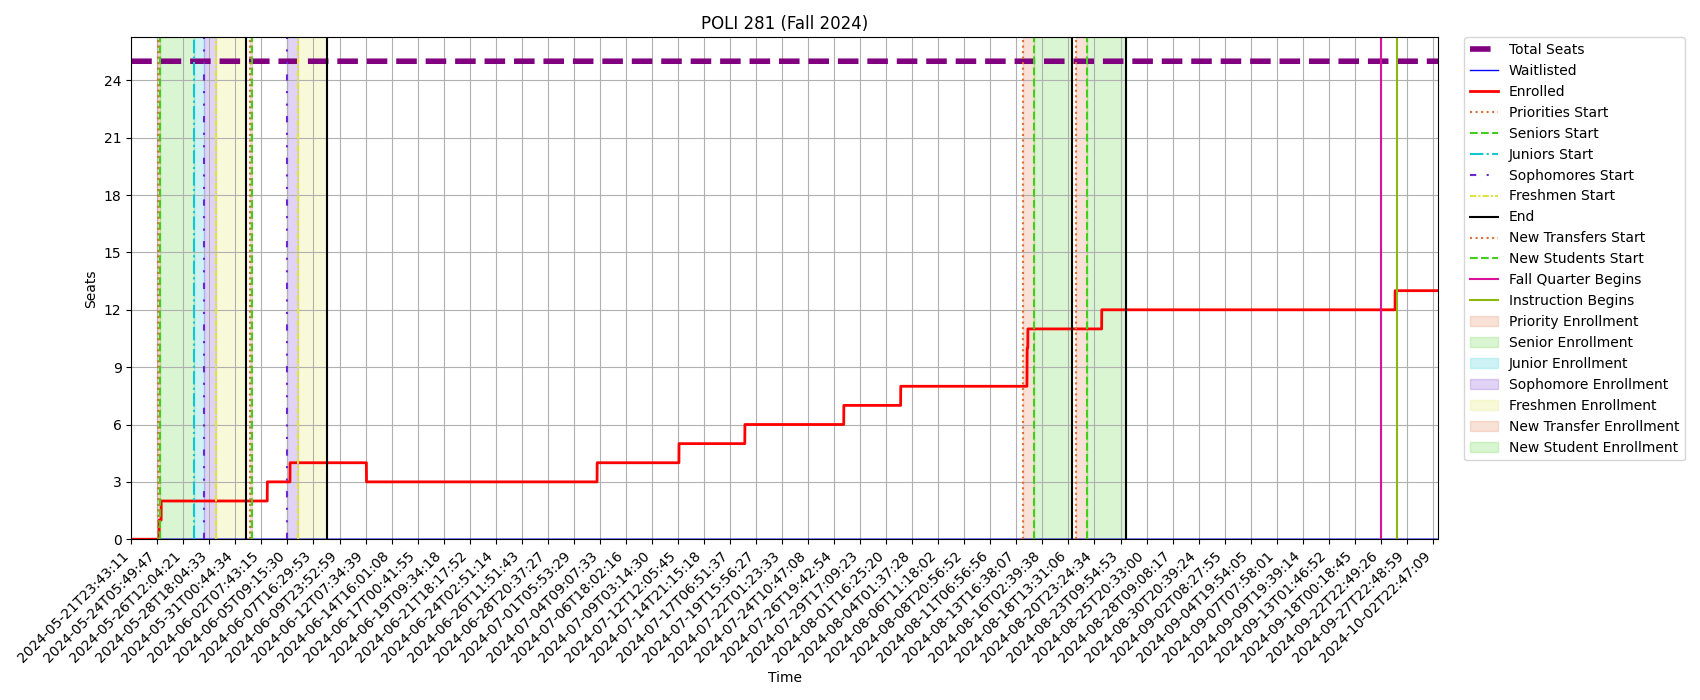 POLI 281 (Fall 2024)
Seats
24
21
18
15
12
9
6
3
0
2024-05-21T23:43:11
2024-05-24T05:49:47
2024-05-26T12:04:21
2024-05-28T18:04:33
2024-05-31T00:44:34
2024-06-02T07:43:15
2024-06-05T09:15:30
2024-06-07T16:29:53
2024-06-09T23:52:59
2024-06-12T07:34:39
2024-06-14T16:01:08
2024-06-17T00:41:55
2024-06-19T09:34:18
2024-06-21T18:17:52
2024-06-24T02:51:14
2024-06-26T11:51:43
2024-06-28T20:37:27
2024-07-01T05:53:29
2024-07-04T09:07:33
2024-07-06T18:02:16
2024-07-09T03:14:30
2024-07-12T12:05:45
2024-07-14T21:15:18
2024-07-17T06:51:37
2024-07-19T15:56:27
2024-07-22T01:23:33
2024-07-24T10:47:08
2024-07-26T19:42:54
2024-07-29T17:09:23
2024-08-01T16:25:20
2024-08-04T01:37:28
2024-08-06T11:18:02
2024-08-08T20:56:52
2024-08-11T06:56:56
2024-08-13T16:38:07
2024-08-16T02:39:38
2024-08-18T13:31:06
2024-08-20T23:24:34
2024-08-23T09:54:53
2024-08-25T20:33:00
2024-08-28T09:08:17
2024-08-30T20:39:24
2024-09-02T08:27:55
2024-09-04T19:54:05
2024-09-07T07:58:01
2024-09-09T19:39:14
2024-09-13T01:46:52
2024-09-18T00:18:45
2024-09-22T22:49:26
2024-09-27T22:48:59
2024-10-02T22:47:09
Time
Total Seats
Waitlisted
Enrolled
Priorities Start
Seniors Start
Juniors Start
Sophomores Start
Freshmen Start
End
New Transfers Start
New Students Start
Fall Quarter Begins
Instruction Begins
Priority Enrollment
Senior Enrollment
Junior Enrollment
Sophomore Enrollment
Freshmen Enrollment
New Transfer Enrollment
New Student Enrollment